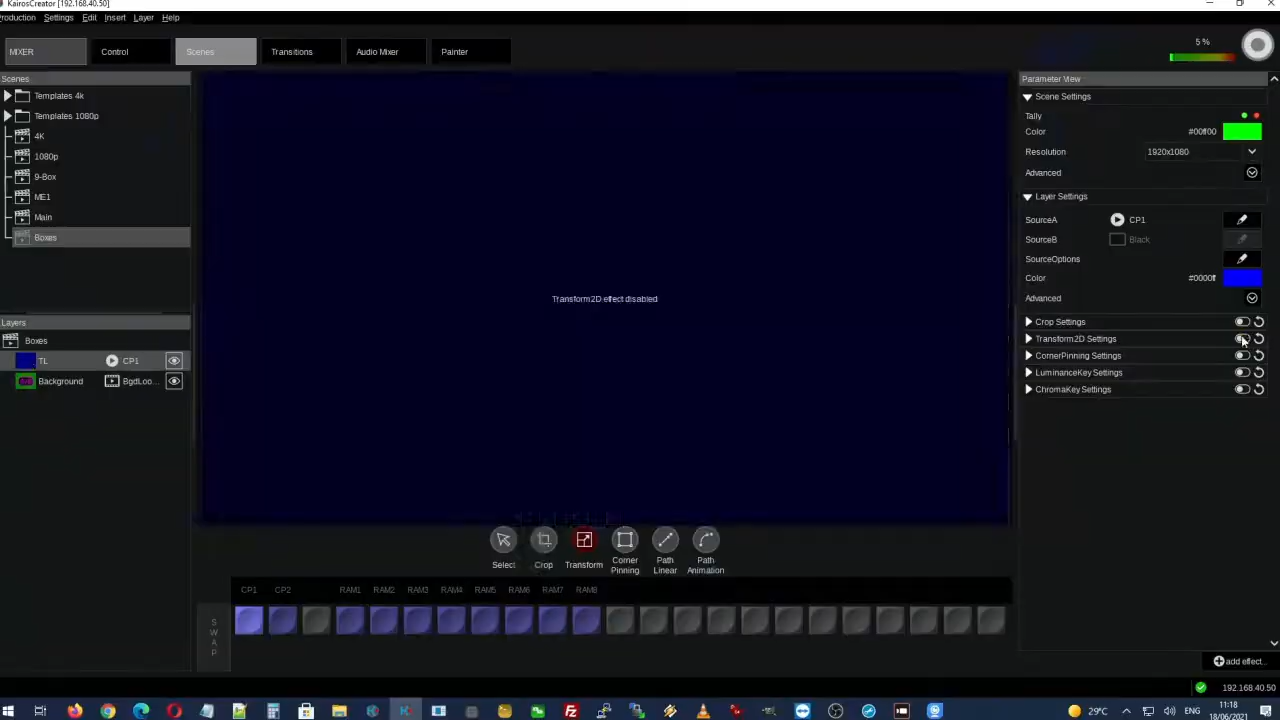 KairosCreator [192.168.40.50]
roduction Settings Edit Insert Layer Help
MIXER Control Scenes Transitions Audio Mixer Painter
5 %
Scenes
Templates 4k
Templates 1080p
4K
1080p
9-Box
ME1
Main
Boxes
Layers
Boxes
TL CP1
Background BgdLoo...
Transform2D effect disabled
Select Crop Transform Corner Pinning Path Linear Path Animation
CP1 CP2 RAM1 RAM2 RAM3 RAM4 RAM5 RAM6 RAM7 RAM8
SWAP
Parameter View
Scene Settings
Tally
Color #00ff00
Resolution 1920x1080
Advanced
Layer Settings
SourceA CP1
SourceB Black
SourceOptions
Color #0000ff
Advanced
Crop Settings
Transform2D Settings
CornerPinning Settings
LuminanceKey Settings
ChromaKey Settings
add effect...
192.168.40.50
29°C ENG 11:18
18/06/2021